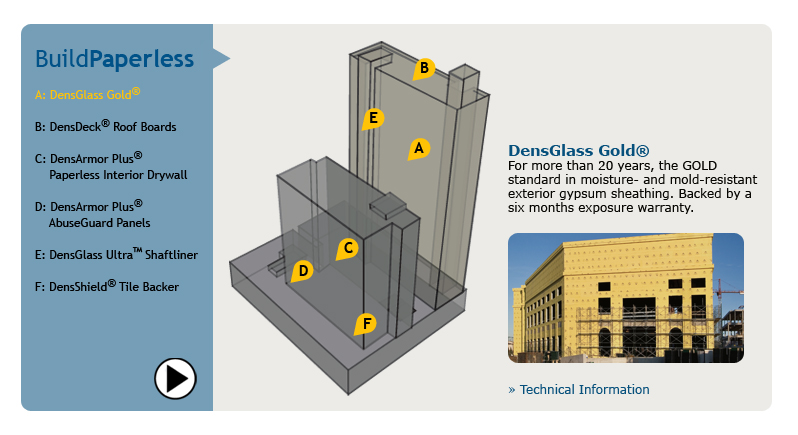 BuildPaperless
A: DensGlass Gold®
B: DensDeck® Roof Boards
C: DensArmor Plus®
Paperless Interior Drywall
D: DensArmor Plus®
AbuseGuard Panels
E: DensGlass Ultra™ Shaftliner
F: DensShield® Tile Backer
B
E
A
C
D
F
DensGlass Gold®
For more than 20 years, the GOLD
standard in moisture- and mold-resistant
exterior gypsum sheathing. Backed by a
six months exposure warranty.
» Technical Information